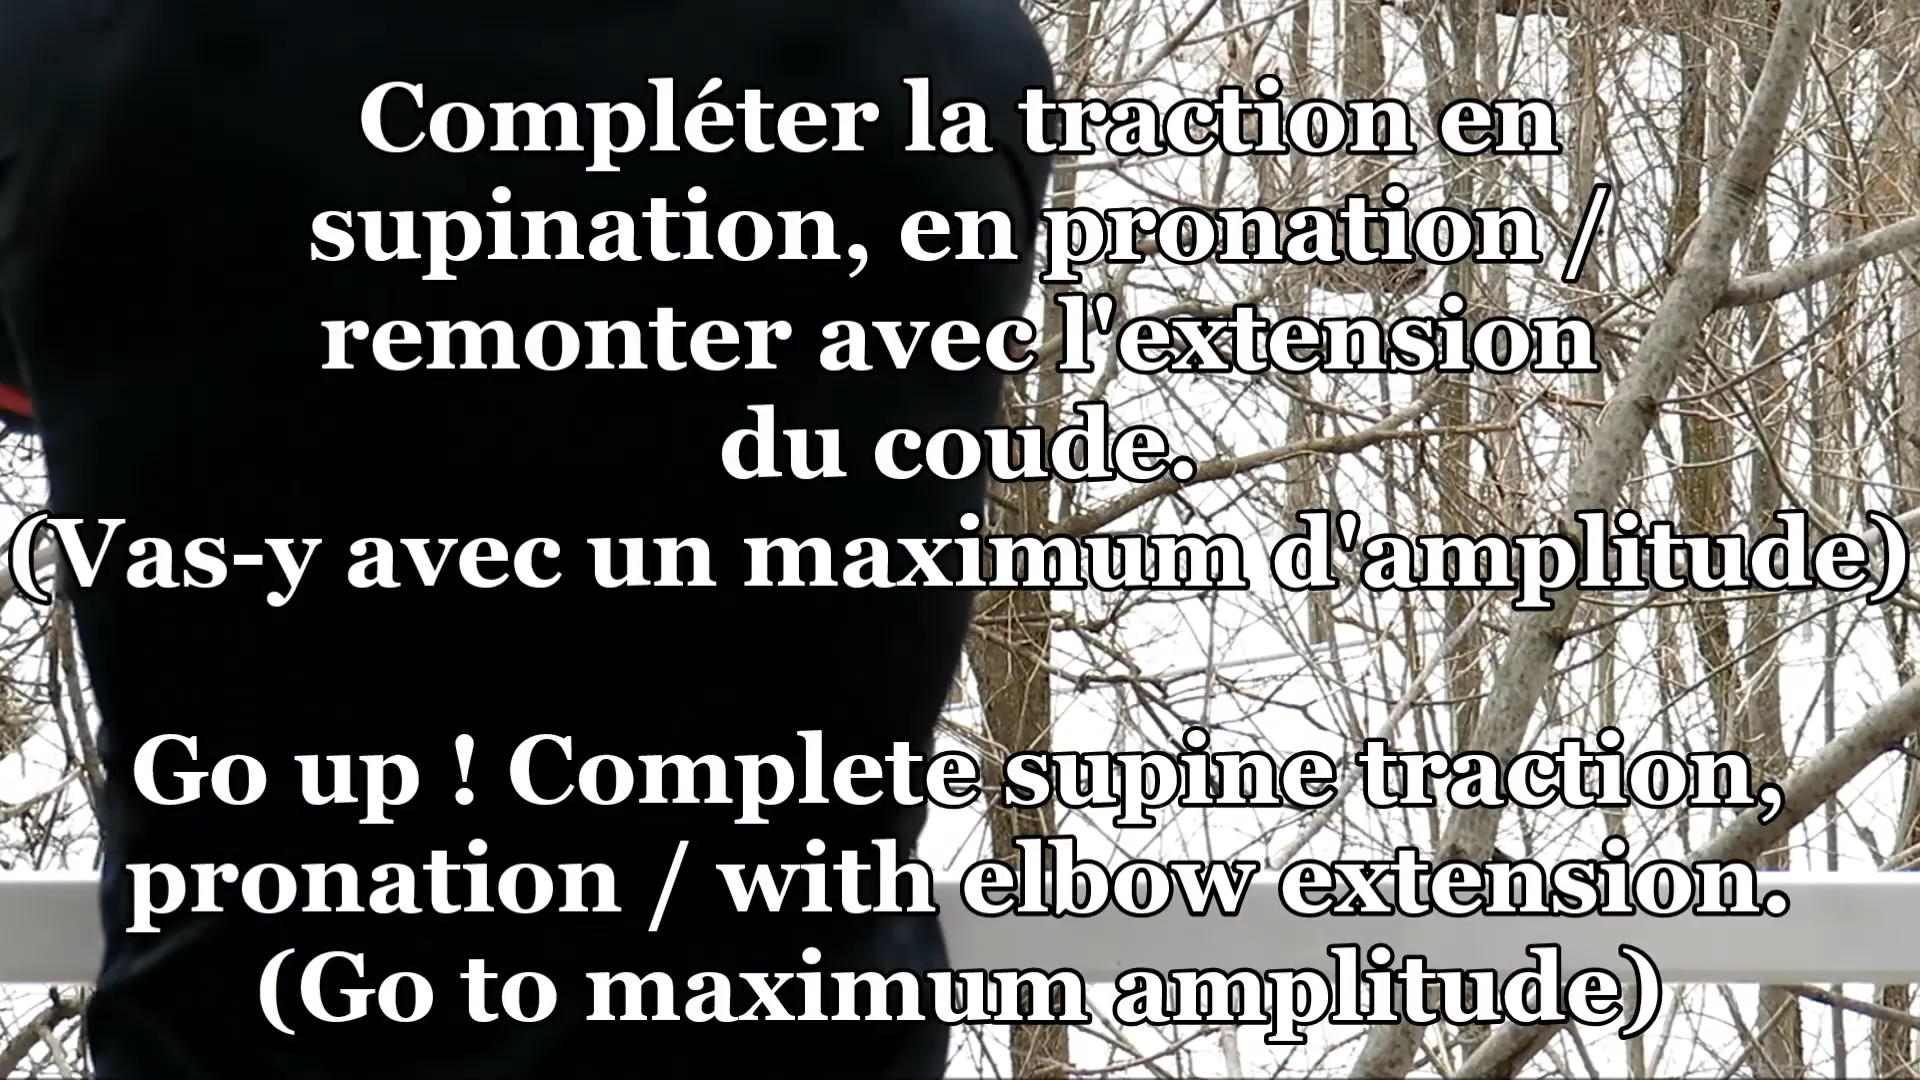 Compléter la traction en
supination, en pronation /
remonter avec l'extension
du coude.
(Vas-y avec un maximum d'amplitude)
Go up ! Complete supine traction,
pronation / with elbow extension.
(Go to maximum amplitude)